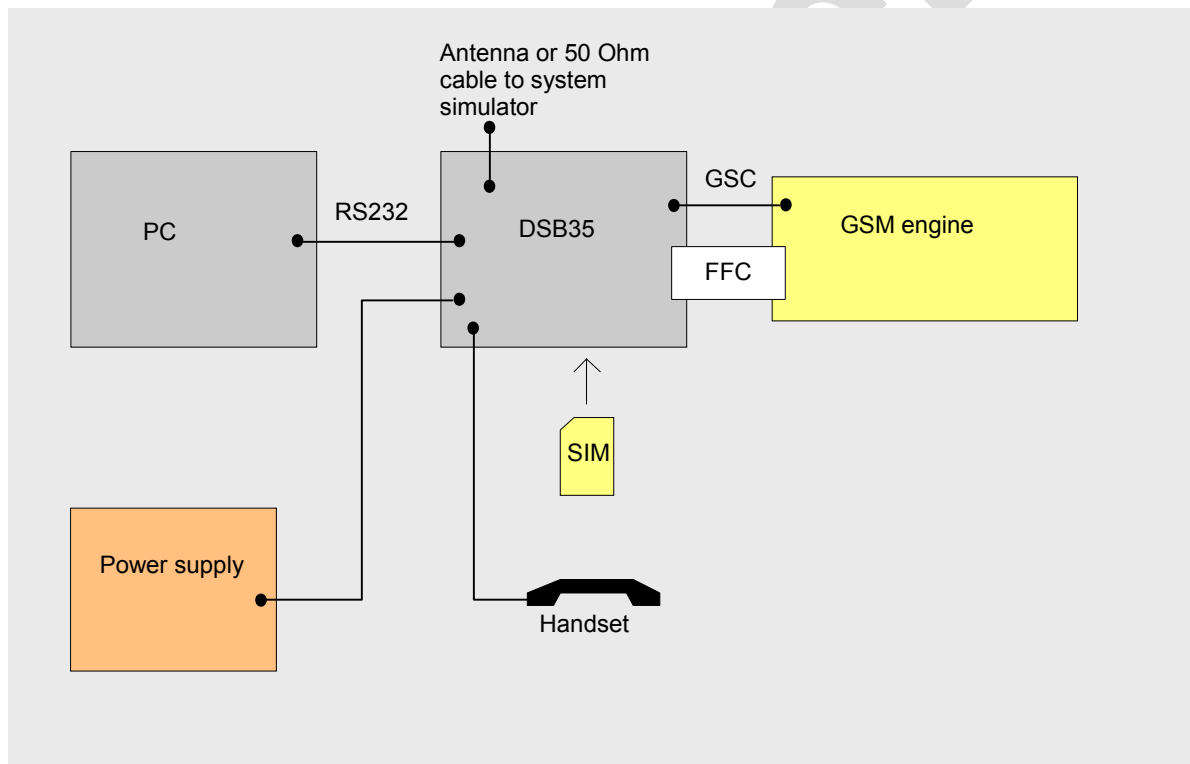 Antenna or 50 Ohm
cable to system
simulator
PC
RS232
DSB35
GSC
GSM engine
FFC
SIM
Power supply
Handset